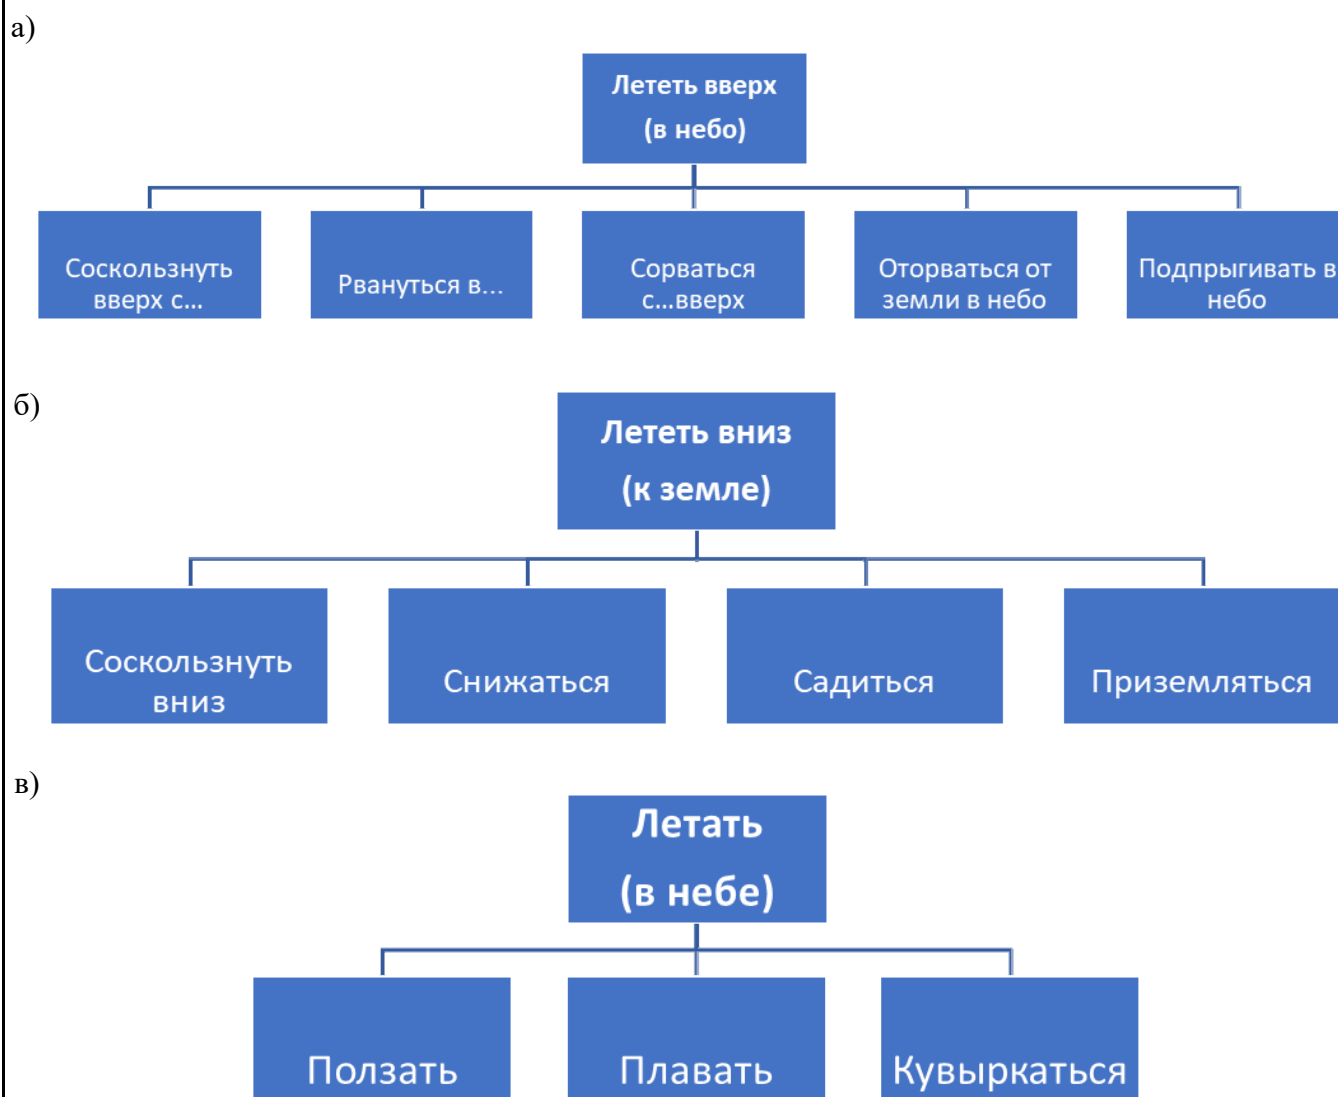 а)
Лететь вверх
(в небо)
Соскользнуть
вверх с...
Рвануться в...
Сорваться
с...вверх
Оторваться от
земли в небо
Подпрыгивать в
небо
б)
Лететь вниз
(к земле)
Соскользнуть
вниз
Снижаться
Садиться
Приземляться
в)
Летать
(в небе)
Ползать
Плавать
Кувыркаться